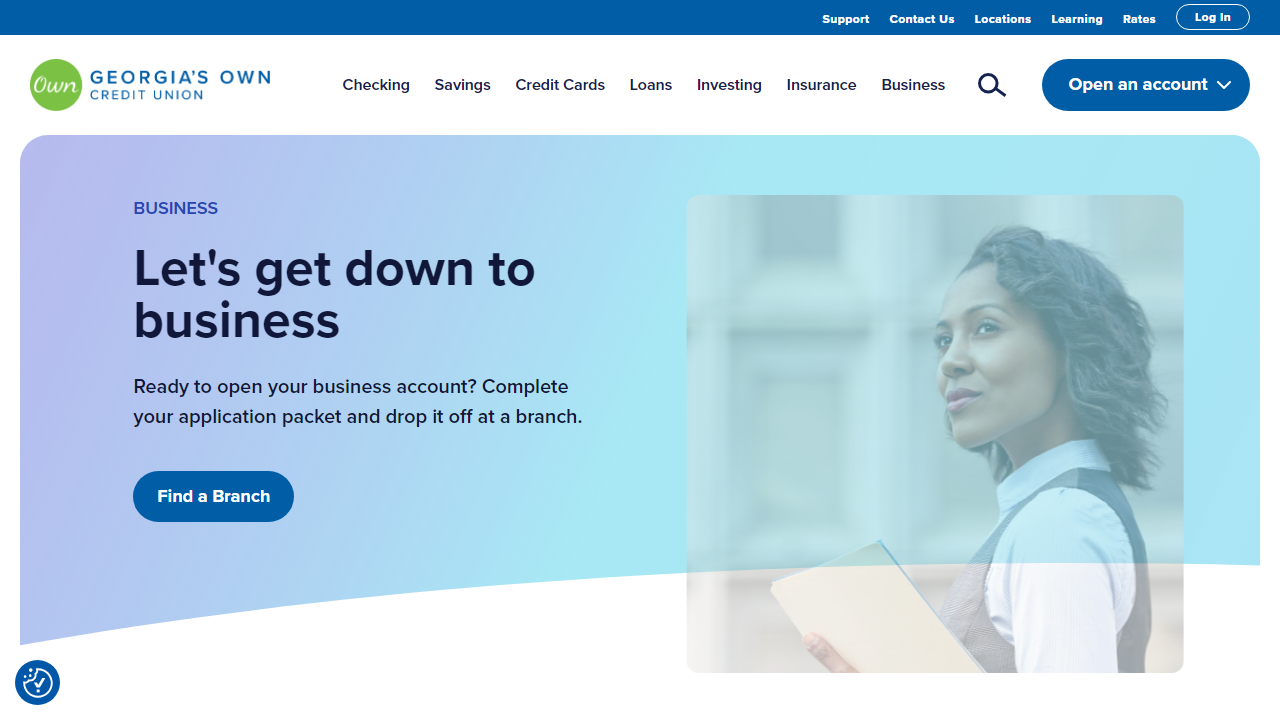 Support Contact Us Locations Learning Rates Log In
Own GEORGIA'S OWN
CREDIT UNION
Checking Savings Credit Cards Loans Investing Insurance Business Open an account
BUSINESS
Let's get down to
business
Ready to open your business account? Complete
your application packet and drop it off at a branch.
Find a Branch